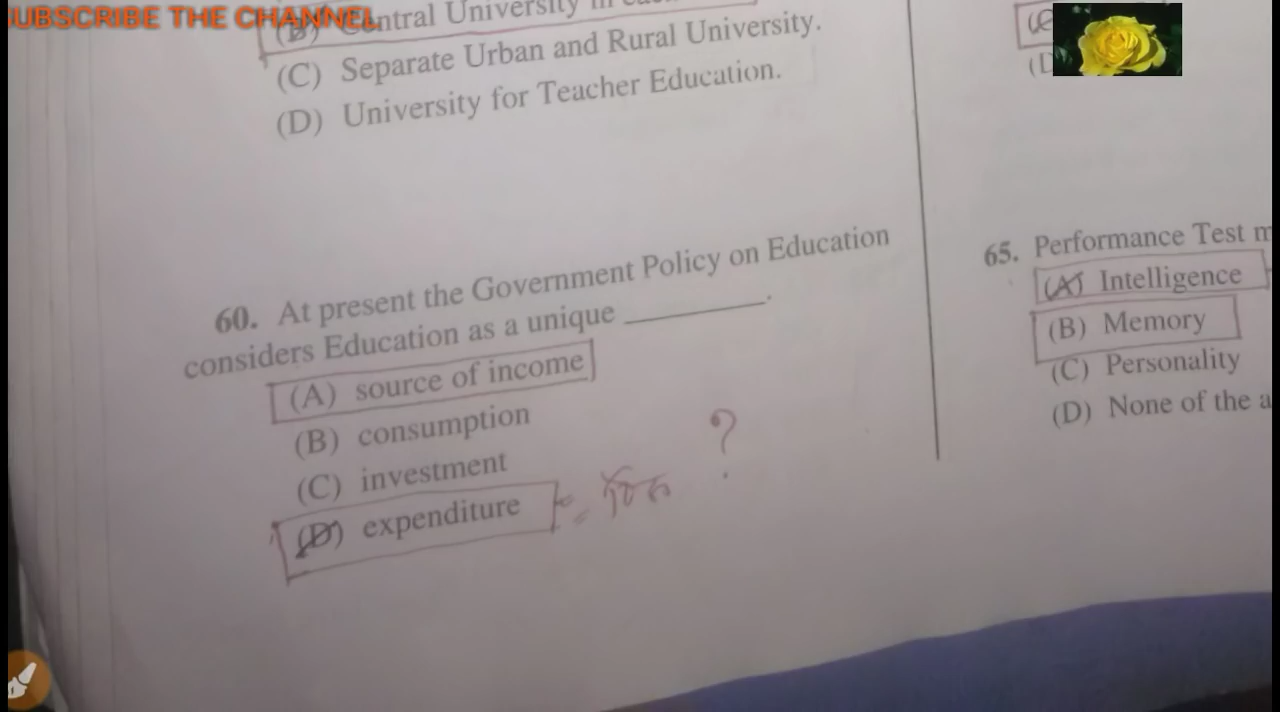 UBSCRIBE THE CHANNEL
(B) Central University in
(C) Separate Urban and Rural University.
(D) University for Teacher Education.
60. At present the Government Policy on Education
considers Education as a unique ________.
(A) source of income
(B) consumption
(C) investment
(D) expenditure
?
65. Performance Test
(A) Intelligence
(B) Memory
(C) Personality
(D) None of the a